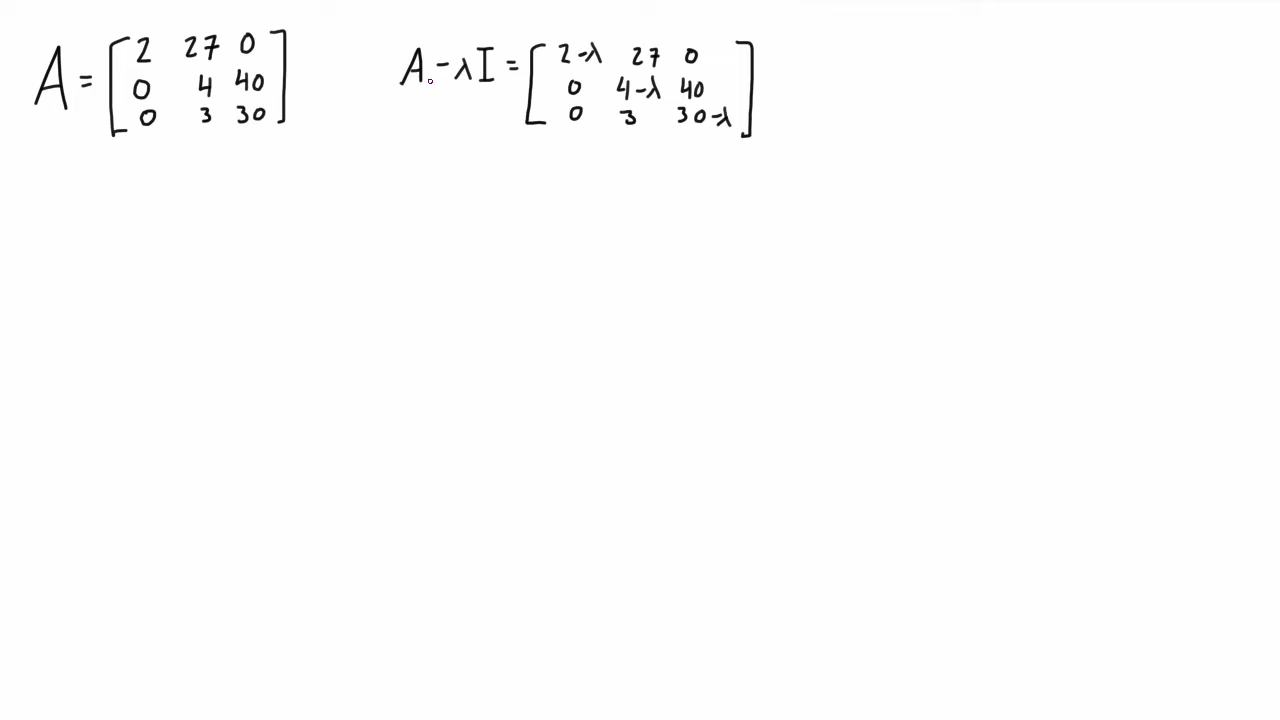 A = [ 2 27 0
0 4 40
0 3 30 ]
A - λI = [ 2-λ 27 0
0 4-λ 40
0 3 30-λ ]